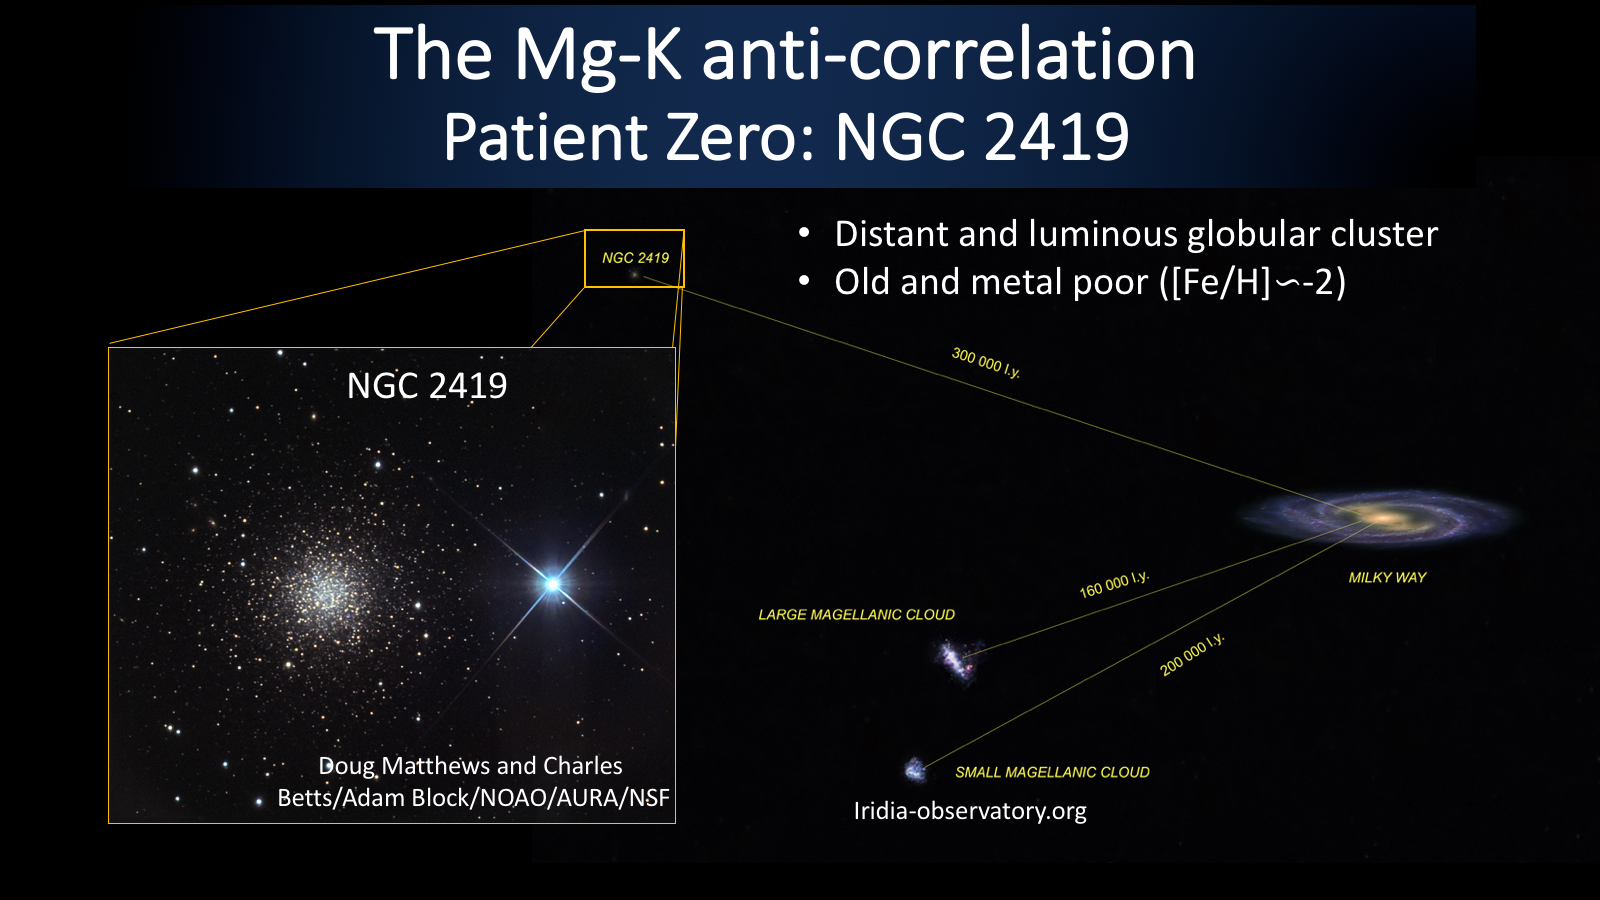 The Mg-K anti-correlation
Patient Zero: NGC 2419
• Distant and luminous globular cluster
• Old and metal poor ([Fe/H]∽-2)
NGC 2419
300 000 l.y.
NGC 2419
MILKY WAY
160 000 l.y.
LARGE MAGELLANIC CLOUD
200 000 l.y.
SMALL MAGELLANIC CLOUD
Doug Matthews and Charles
Betts/Adam Block/NOAO/AURA/NSF
Iridia-observatory.org